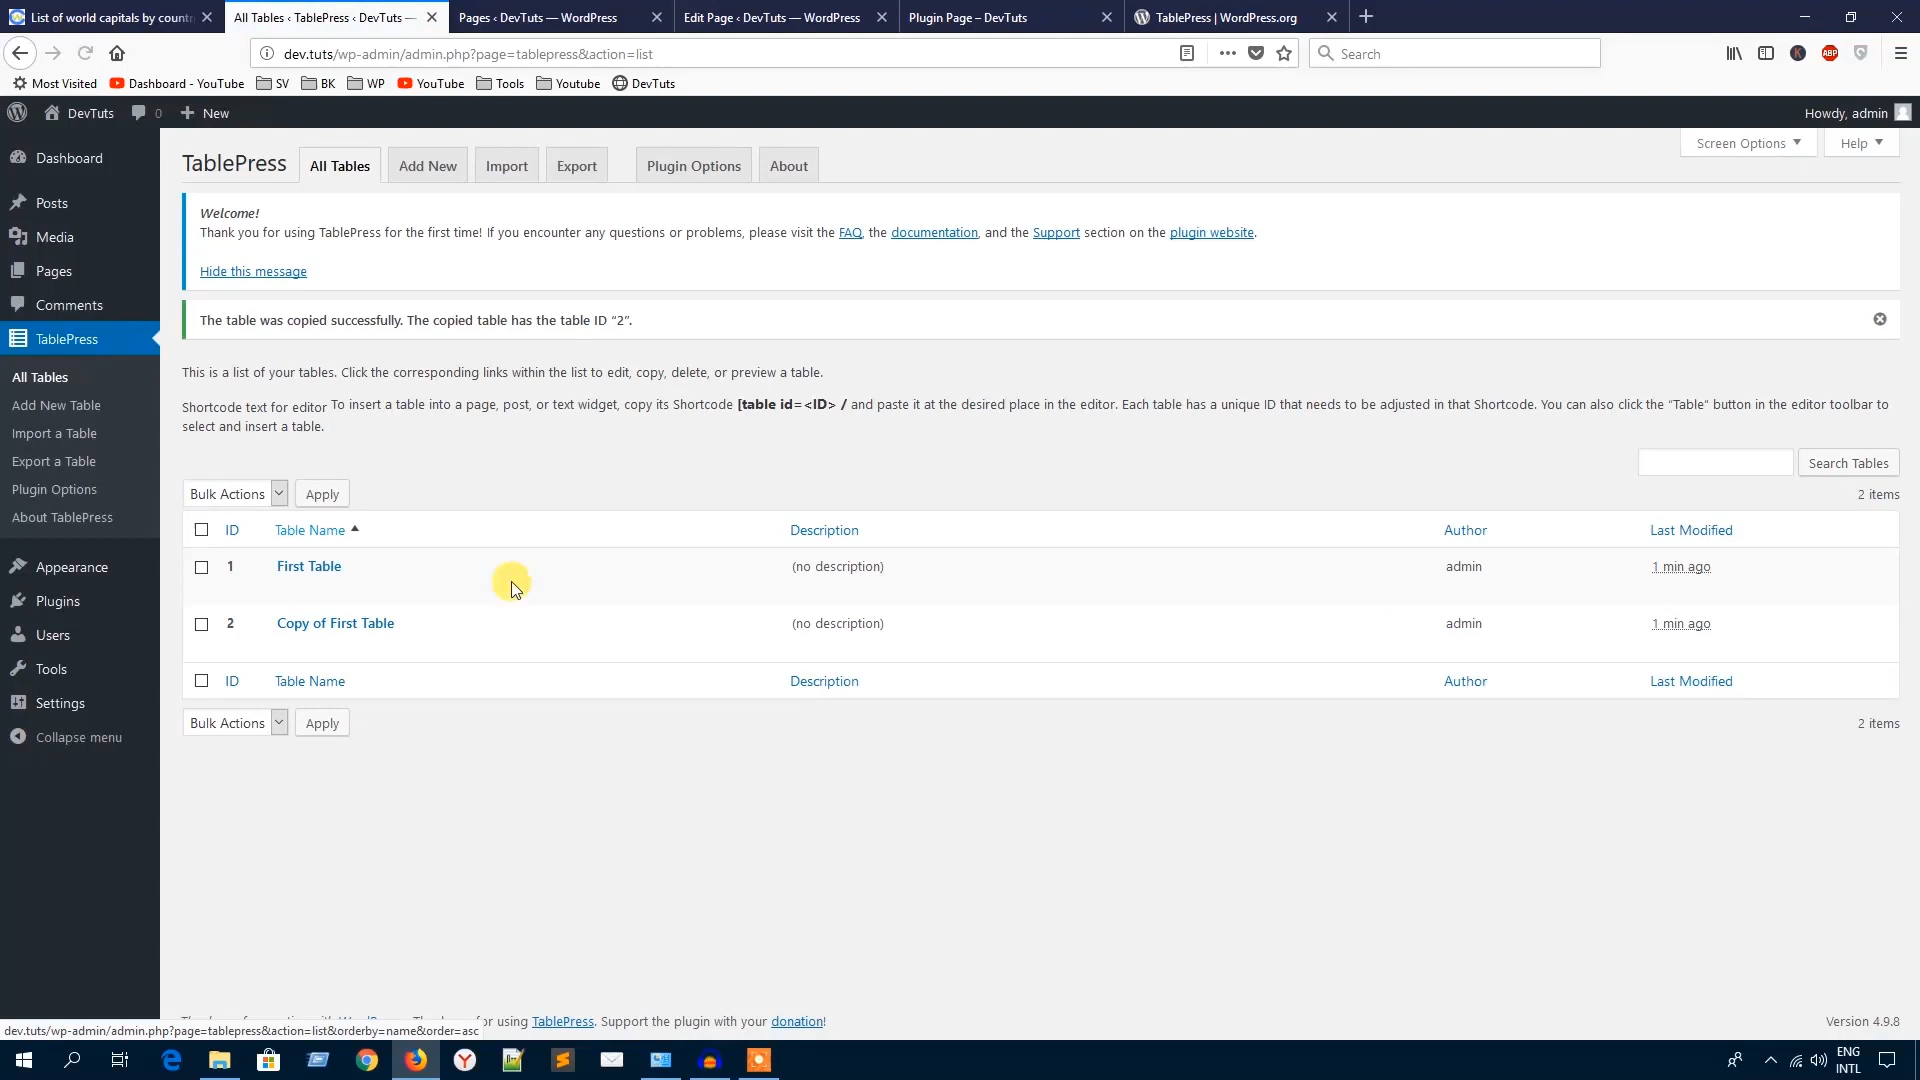 List of world capitals by countr
All Tables ‹ TablePress ‹ DevTuts —
Pages ‹ DevTuts — WordPress
Edit Page ‹ DevTuts — WordPress
Plugin Page – DevTuts
TablePress | WordPress.org
dev.tuts/wp-admin/admin.php?page=tablepress&action=list
Search
Most Visited
Dashboard - YouTube
SV
BK
WP
YouTube
Tools
Youtube
DevTuts
DevTuts
0
New
Howdy, admin
Dashboard
Posts
Media
Pages
Comments
TablePress
All Tables
Add New Table
Import a Table
Export a Table
Plugin Options
About TablePress
Appearance
Plugins
Users
Tools
Settings
Collapse menu
Screen Options
Help
TablePress
All Tables
Add New
Import
Export
Plugin Options
About
Welcome!
Thank you for using TablePress for the first time! If you encounter any questions or problems, please visit the FAQ, the documentation, and the Support section on the plugin website.
Hide this message
The table was copied successfully. The copied table has the table ID “2”.
This is a list of your tables. Click the corresponding links within the list to edit, copy, delete, or preview a table.
Shortcode text for editor To insert a table into a page, post, or text widget, copy its Shortcode [table id=<ID> / and paste it at the desired place in the editor. Each table has a unique ID that needs to be adjusted in that Shortcode. You can also click the “Table” button in the editor toolbar to
select and insert a table.
Search Tables
Bulk Actions
Apply
2 items
ID Table Name Description Author Last Modified
1 First Table (no description) admin 1 min ago
2 Copy of First Table (no description) admin 1 min ago
ID Table Name Description Author Last Modified
Bulk Actions
Apply
2 items
for using TablePress. Support the plugin with your donation!
Version 4.9.8
dev.tuts/wp-admin/admin.php?page=tablepress&action=list&orderby=name&order=asc
ABP
ENG
INTL